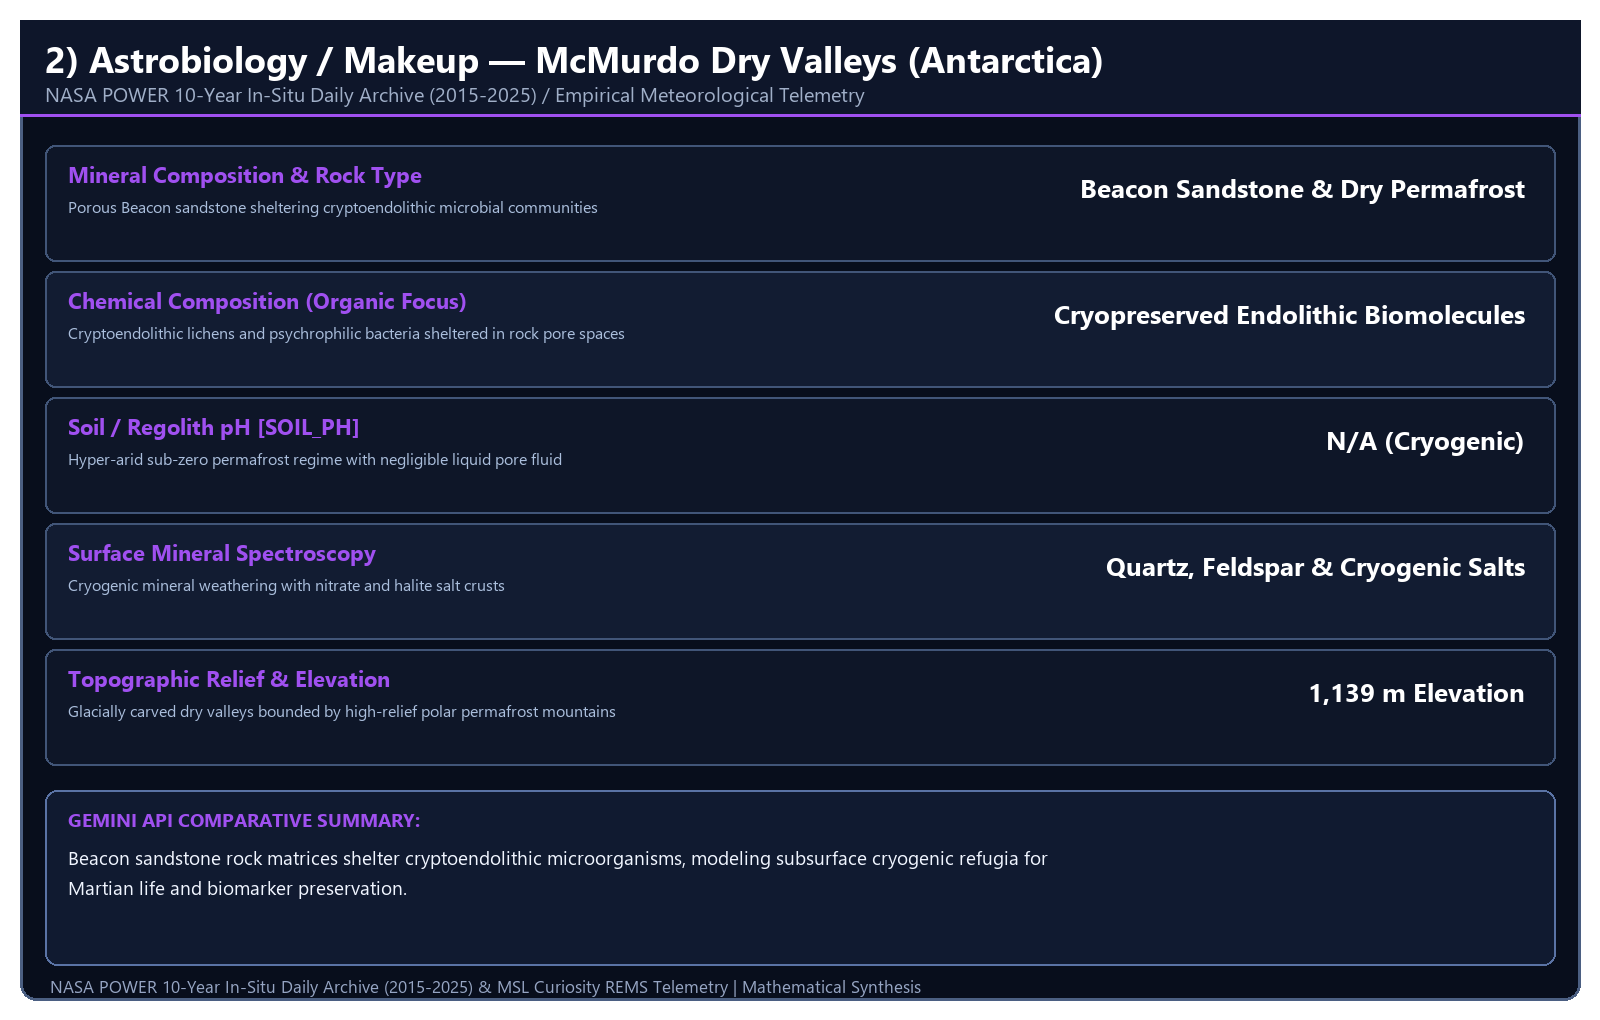 2) Astrobiology / Makeup — McMurdo Dry Valleys (Antarctica)
NASA POWER 10-Year In-Situ Daily Archive (2015-2025) / Empirical Meteorological Telemetry
Mineral Composition & Rock Type
Beacon Sandstone & Dry Permafrost
Porous Beacon sandstone sheltering cryptoendolithic microbial communities
Chemical Composition (Organic Focus)
Cryopreserved Endolithic Biomolecules
Cryptoendolithic lichens and psychrophilic bacteria sheltered in rock pore spaces
Soil / Regolith pH [SOIL_PH]
N/A (Cryogenic)
Hyper-arid sub-zero permafrost regime with negligible liquid pore fluid
Surface Mineral Spectroscopy
Quartz, Feldspar & Cryogenic Salts
Cryogenic mineral weathering with nitrate and halite salt crusts
Topographic Relief & Elevation
1,139 m Elevation
Glacially carved dry valleys bounded by high-relief polar permafrost mountains
GEMINI API COMPARATIVE SUMMARY:
Beacon sandstone rock matrices shelter cryptoendolithic microorganisms, modeling subsurface cryogenic refugia for
Martian life and biomarker preservation.
NASA POWER 10-Year In-Situ Daily Archive (2015-2025) & MSL Curiosity REMS Telemetry | Mathematical Synthesis